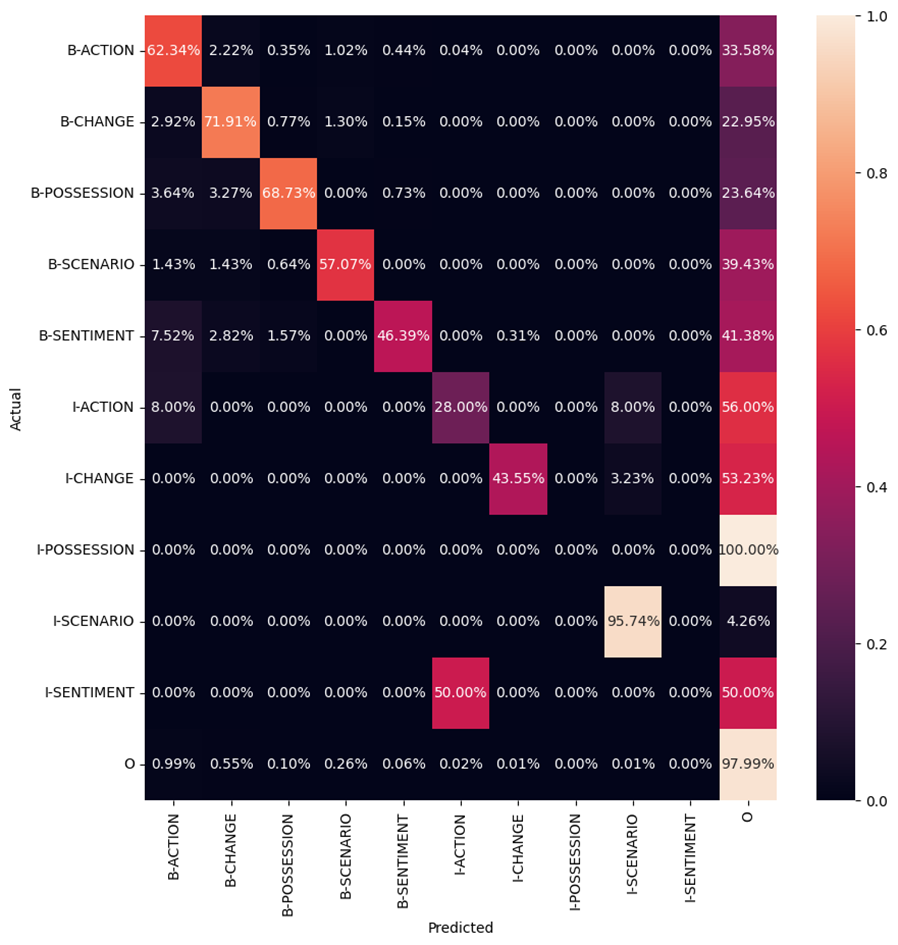 B-ACTION 62.34% 2.22% 0.35% 1.02% 0.44% 0.04% 0.00% 0.00% 0.00% 0.00% 33.58%
B-CHANGE 2.92% 71.91% 0.77% 1.30% 0.15% 0.00% 0.00% 0.00% 0.00% 0.00% 22.95%
B-POSSESSION 3.64% 3.27% 68.73% 0.00% 0.73% 0.00% 0.00% 0.00% 0.00% 0.00% 23.64%
B-SCENARIO 1.43% 1.43% 0.64% 57.07% 0.00% 0.00% 0.00% 0.00% 0.00% 0.00% 39.43%
B-SENTIMENT 7.52% 2.82% 1.57% 0.00% 46.39% 0.00% 0.31% 0.00% 0.00% 0.00% 41.38%
I-ACTION 8.00% 0.00% 0.00% 0.00% 0.00% 28.00% 0.00% 0.00% 8.00% 0.00% 56.00%
I-CHANGE 0.00% 0.00% 0.00% 0.00% 0.00% 0.00% 43.55% 0.00% 3.23% 0.00% 53.23%
I-POSSESSION 0.00% 0.00% 0.00% 0.00% 0.00% 0.00% 0.00% 0.00% 0.00% 0.00% 100.00%
I-SCENARIO 0.00% 0.00% 0.00% 0.00% 0.00% 0.00% 0.00% 0.00% 95.74% 0.00% 4.26%
I-SENTIMENT 0.00% 0.00% 0.00% 0.00% 0.00% 50.00% 0.00% 0.00% 0.00% 0.00% 50.00%
O 0.99% 0.55% 0.10% 0.26% 0.06% 0.02% 0.01% 0.00% 0.01% 0.00% 97.99%
B-ACTION B-CHANGE B-POSSESSION B-SCENARIO B-SENTIMENT I-ACTION I-CHANGE I-POSSESSION I-SCENARIO I-SENTIMENT O
Predicted
Actual
1.0
0.8
0.6
0.4
0.2
0.0